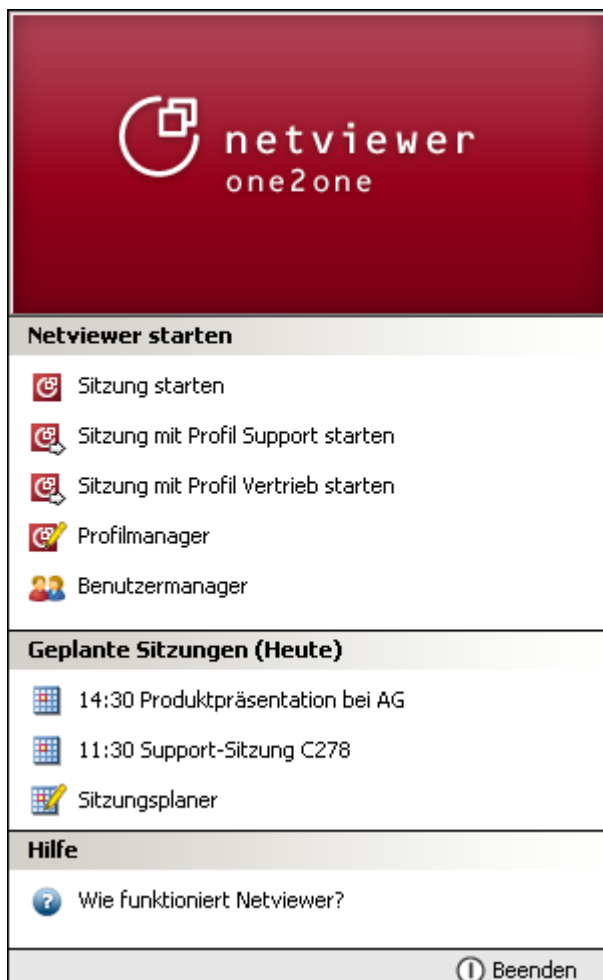 netviewer
one2one
Netviewer starten
Sitzung starten
Sitzung mit Profil Support starten
Sitzung mit Profil Vertrieb starten
Profilmanager
Benutzermanager
Geplante Sitzungen (Heute)
14:30 Produktpräsentation bei AG
11:30 Support-Sitzung C278
Sitzungsplaner
Hilfe
Wie funktioniert Netviewer?
Beenden